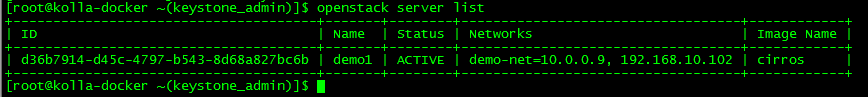 [root@kolla-docker ~(keystone_admin)]$ openstack server list
+--------------------------------------+-------+--------+----------------------------------+------------+
| ID                                   | Name  | Status | Networks                         | Image Name |
+--------------------------------------+-------+--------+----------------------------------+------------+
| d36b7914-d45c-4797-b543-8d68a827bc6b | demo1 | ACTIVE | demo-net=10.0.0.9, 192.168.10.102 | cirros     |
+--------------------------------------+-------+--------+----------------------------------+------------+
[root@kolla-docker ~(keystone_admin)]$